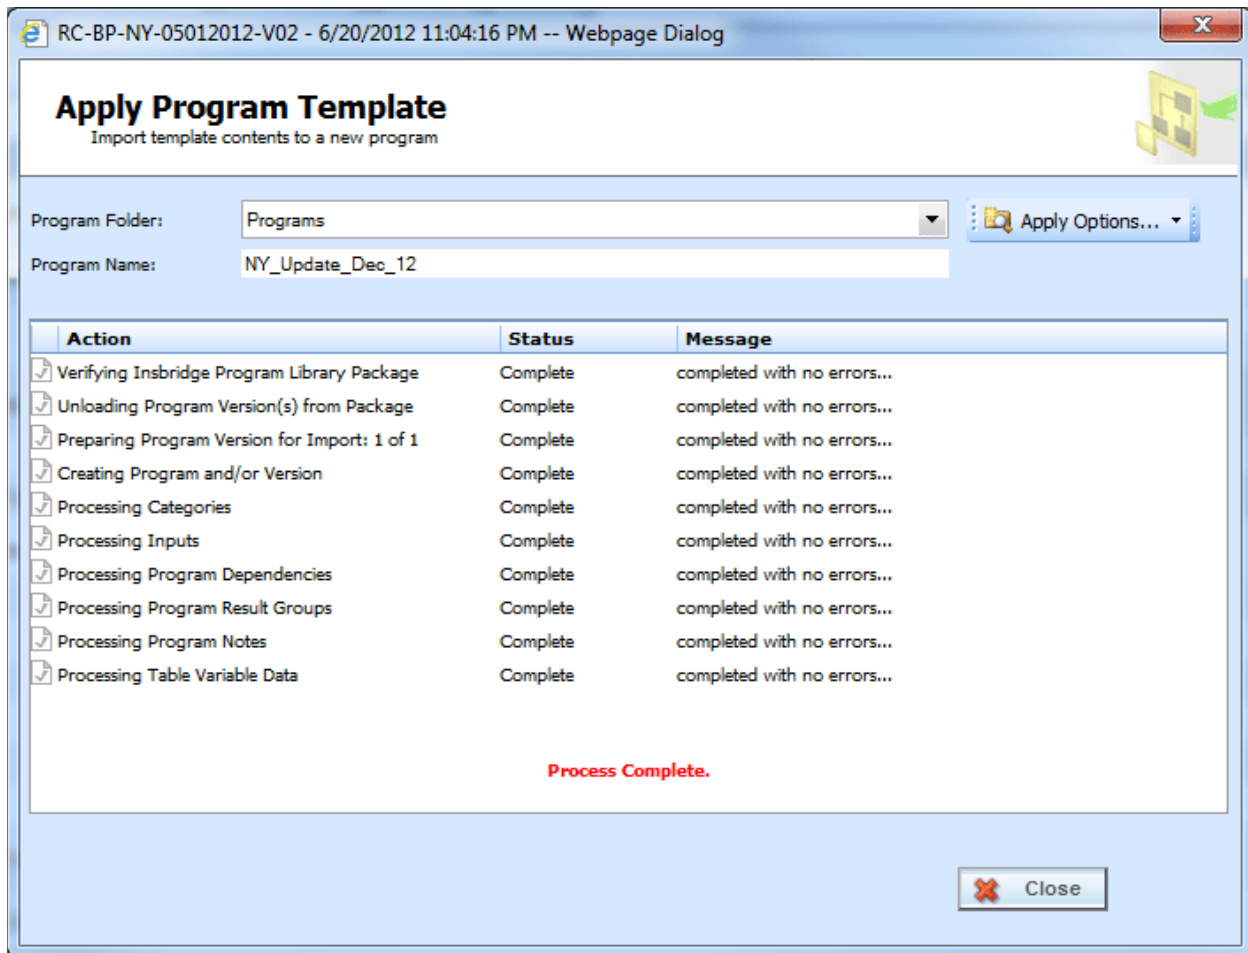 RC-BP-NY-05012012-V02 - 6/20/2012 11:04:16 PM -- Webpage Dialog
Apply Program Template
Import template contents to a new program
Program Folder: Programs Apply Options...
Program Name: NY_Update_Dec_12
Action Status Message
Verifying Insbridge Program Library Package Complete completed with no errors...
Unloading Program Version(s) from Package Complete completed with no errors...
Preparing Program Version for Import: 1 of 1 Complete completed with no errors...
Creating Program and/or Version Complete completed with no errors...
Processing Categories Complete completed with no errors...
Processing Inputs Complete completed with no errors...
Processing Program Dependencies Complete completed with no errors...
Processing Program Result Groups Complete completed with no errors...
Processing Program Notes Complete completed with no errors...
Processing Table Variable Data Complete completed with no errors...
Process Complete.
Close